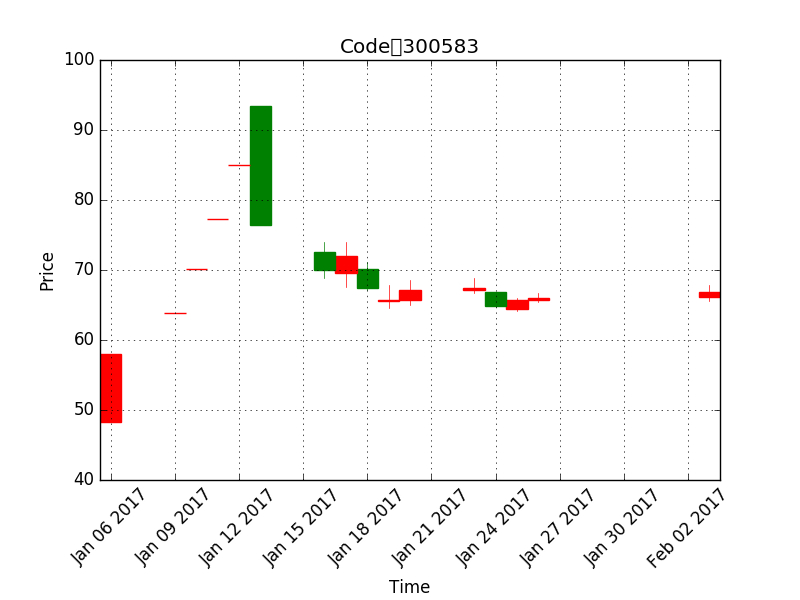 Code▯300583
100
90
80
70
60
50
40
Price
Jan 06 2017
Jan 09 2017
Jan 12 2017
Jan 15 2017
Jan 18 2017
Jan 21 2017
Jan 24 2017
Jan 27 2017
Jan 30 2017
Feb 02 2017
Time